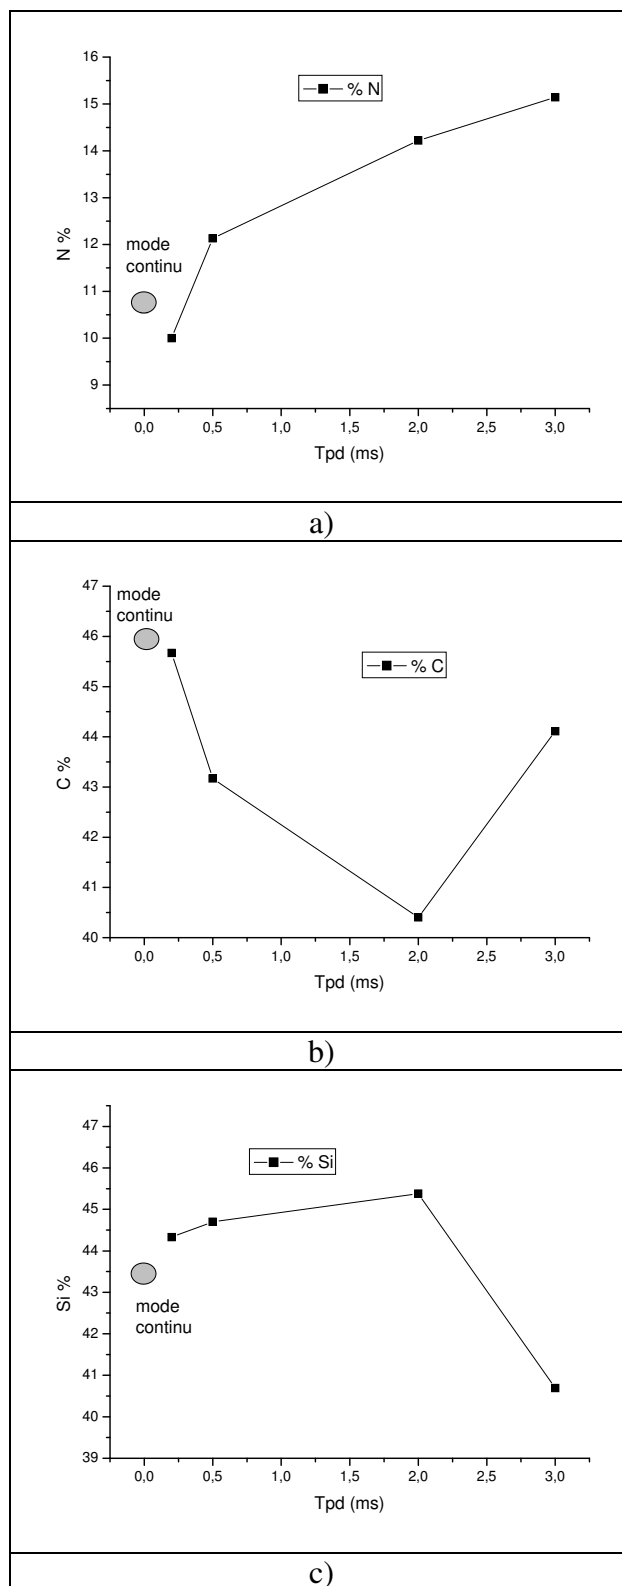 16
15
14
13
12
11
10
9
N %
% N
mode
continu
0,0 0,5 1,0 1,5 2,0 2,5 3,0
Tpd (ms)
a)
47
46
45
44
43
42
41
40
C %
mode
continu
% C
0,0 0,5 1,0 1,5 2,0 2,5 3,0
Tpd (ms)
b)
47
46
45
44
43
42
41
40
39
Si %
% Si
mode
continu
0,0 0,5 1,0 1,5 2,0 2,5 3,0
Tpd (ms)
c)